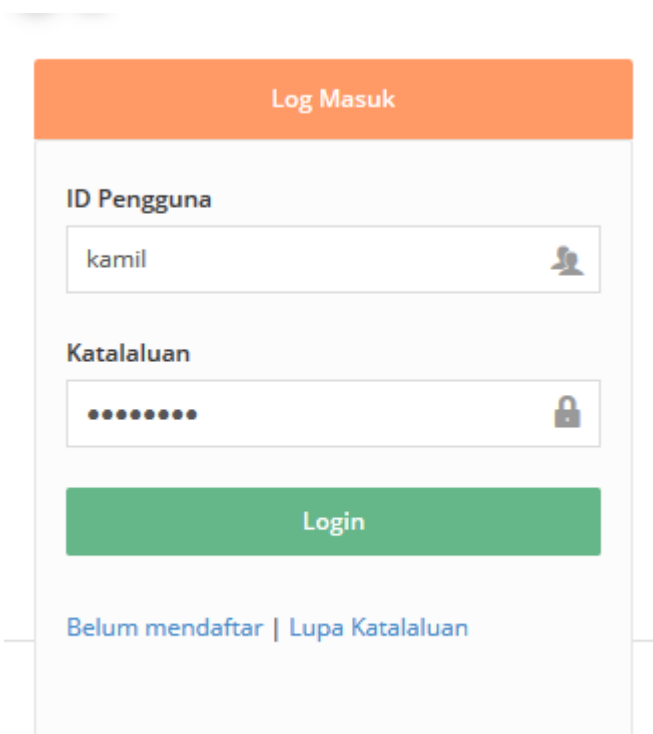 Log Masuk
ID Pengguna
kamil
Katalaluan
••••••••
Login
Belum mendaftar | Lupa Katalaluan